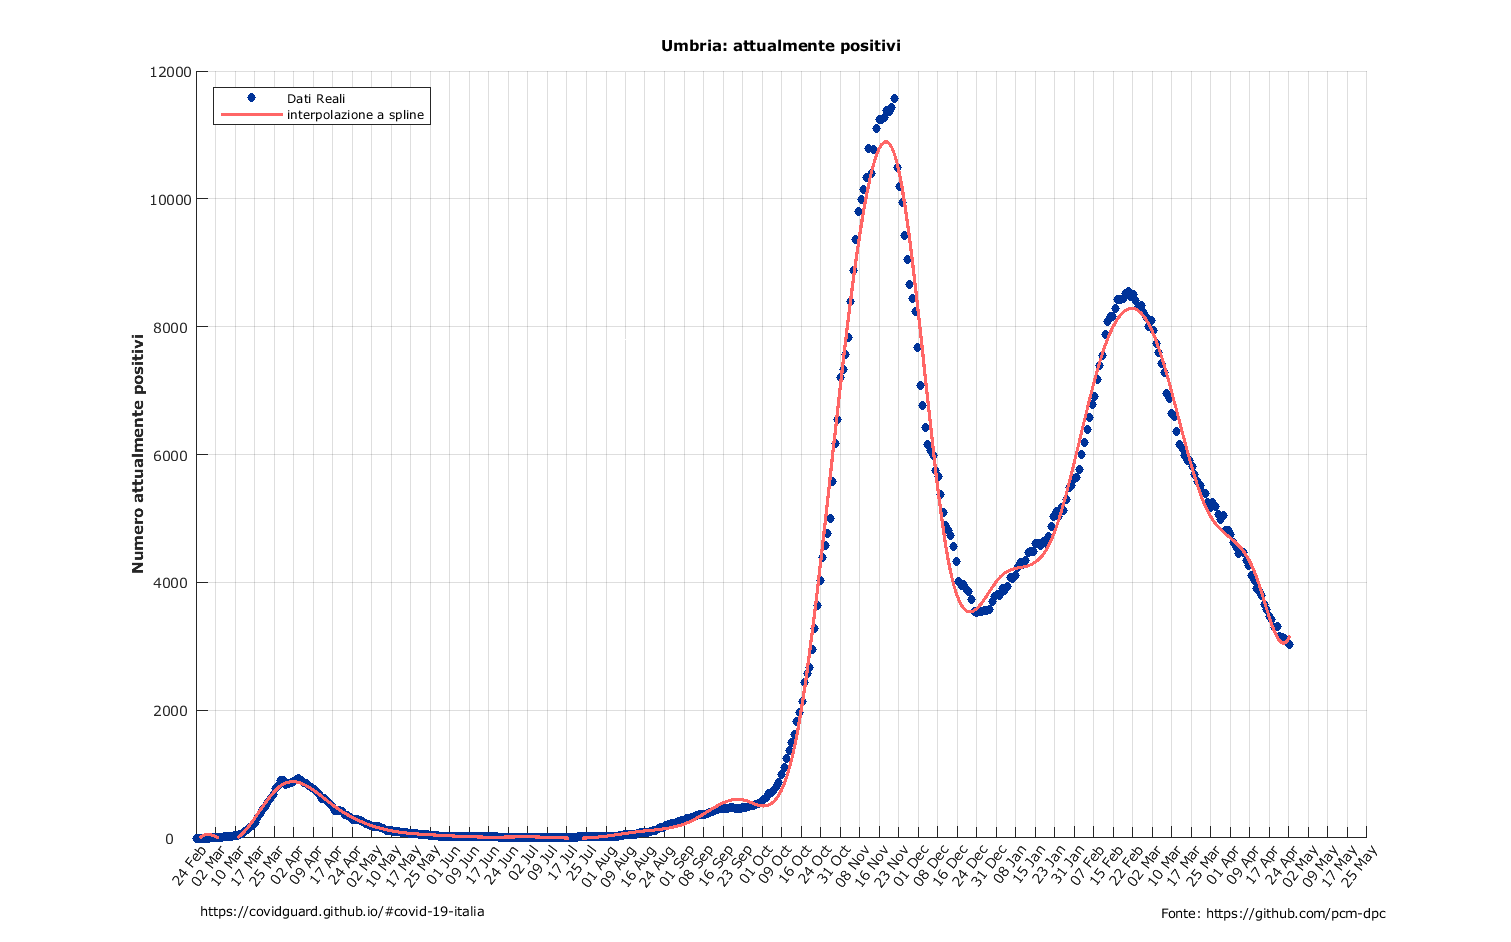 Umbria: attualmente positivi
Dati Reali
interpolazione a spline
Numero attualmente positivi
12000
10000
8000
6000
4000
2000
0
24 Feb
02 Mar
10 Mar
17 Mar
25 Mar
02 Apr
09 Apr
17 Apr
24 Apr
02 May
10 May
17 May
25 May
01 Jun
09 Jun
17 Jun
24 Jun
02 Jul
09 Jul
17 Jul
25 Jul
01 Aug
09 Aug
16 Aug
24 Aug
01 Sep
08 Sep
16 Sep
23 Sep
01 Oct
09 Oct
16 Oct
24 Oct
31 Oct
08 Nov
16 Nov
23 Nov
01 Dec
08 Dec
16 Dec
24 Dec
31 Dec
08 Jan
15 Jan
23 Jan
31 Jan
07 Feb
15 Feb
22 Feb
02 Mar
10 Mar
17 Mar
25 Mar
01 Apr
09 Apr
17 Apr
24 Apr
02 May
10 May
17 May
25 May
https://covidguard.github.io/#covid-19-italia
Fonte: https://github.com/pcm-dpc